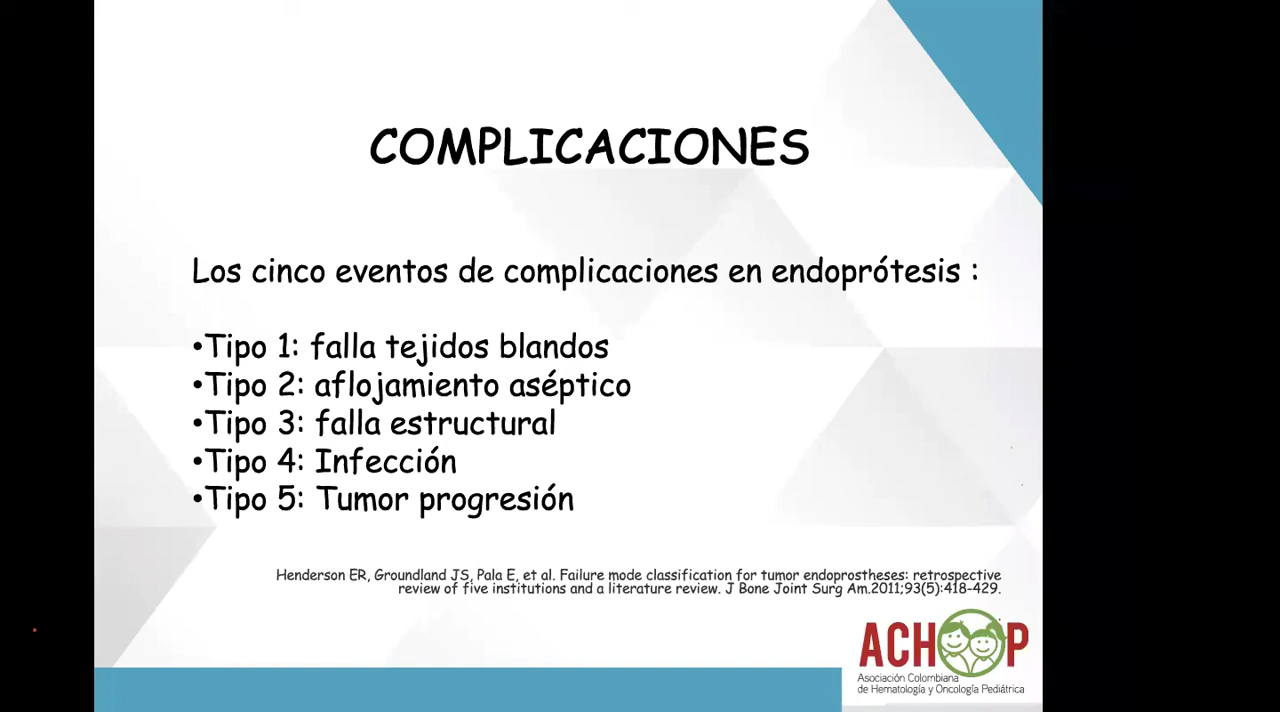 COMPLICACIONES
Los cinco eventos de complicaciones en endoprótesis :
•Tipo 1: falla tejidos blandos
•Tipo 2: aflojamiento aséptico
•Tipo 3: falla estructural
•Tipo 4: Infección
•Tipo 5: Tumor progresión
Henderson ER, Groundland JS, Pala E, et al. Failure mode classification for tumor endoprostheses: retrospective
review of five institutions and a literature review. J Bone Joint Surg Am.2011;93(5):418-429.
ACHOP
Asociación Colombiana
de Hematología y Oncología Pediátrica